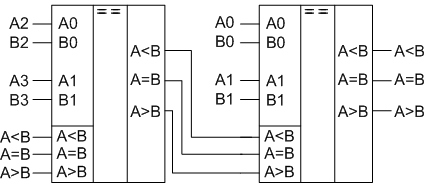 A2 A0 == A0 A0 ==
B2 B0 B0 B0
A<B A<B A<B
A3 A1 A=B A1 A1 A=B A=B
B3 B1 A>B B1 B1 A>B A>B
A<B A<B A<B
A=B A=B A=B
A>B A>B A>B